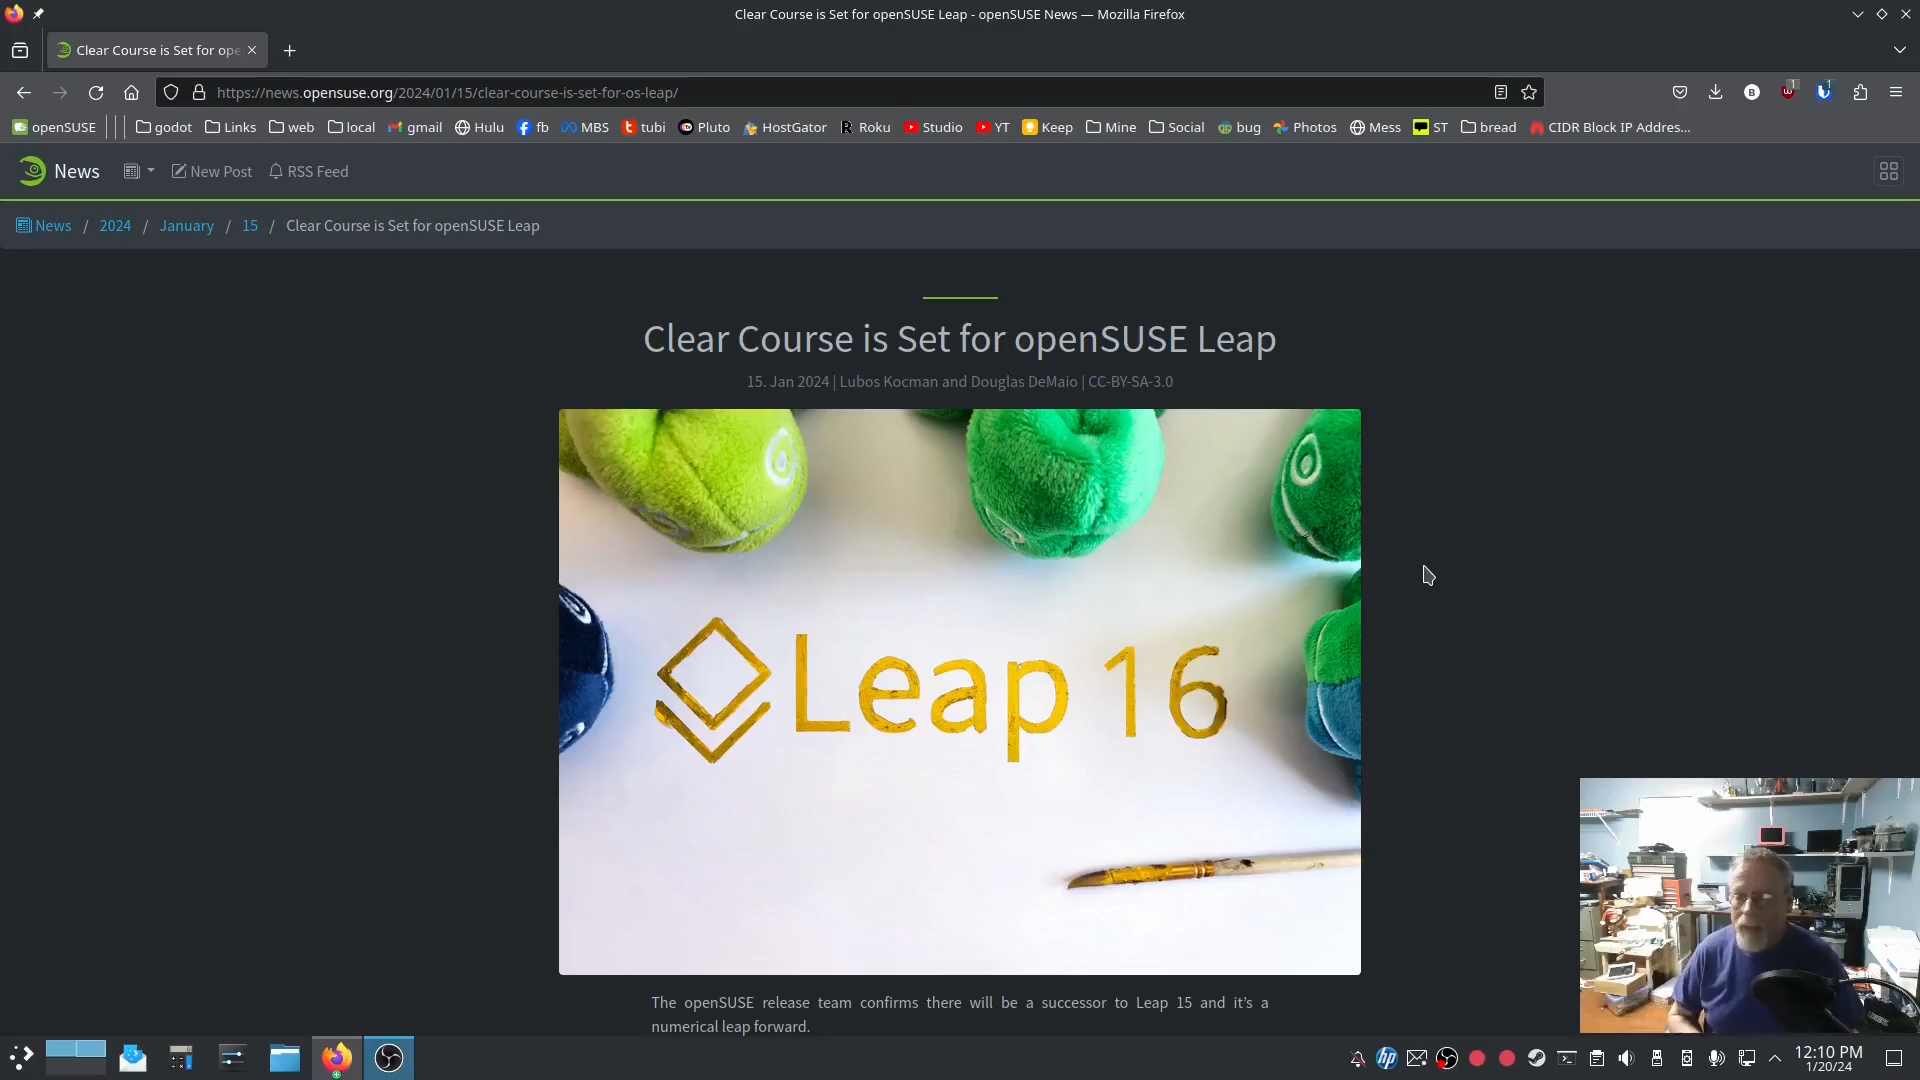 Clear Course is Set for openSUSE Leap - openSUSE News — Mozilla Firefox
Clear Course is Set for ope
https://news.opensuse.org/2024/01/15/clear-course-is-set-for-os-leap/
B 1 1
openSUSE godot Links web local gmail Hulu fb MBS tubi Pluto HostGator Roku Studio YT Keep Mine Social bug Photos Mess ST bread CIDR Block IP Addres...
News New Post RSS Feed
News / 2024 / January / 15 / Clear Course is Set for openSUSE Leap
Clear Course is Set for openSUSE Leap
15. Jan 2024 | Lubos Kocman and Douglas DeMaio | CC-BY-SA-3.0
Leap 16
The openSUSE release team confirms there will be a successor to Leap 15 and it's a
numerical leap forward.
hp
12:10 PM
1/20/24